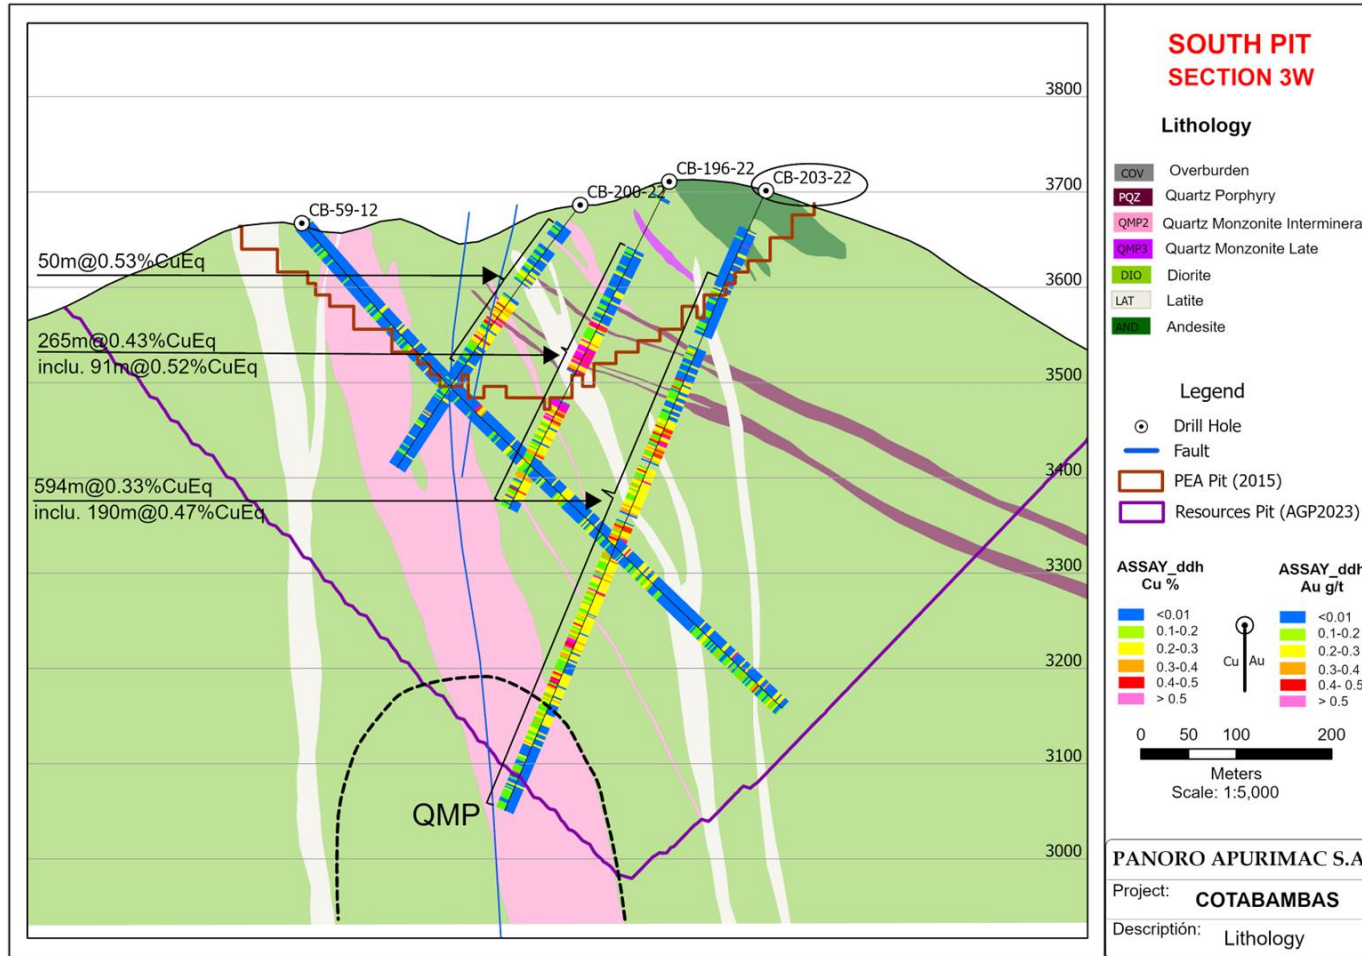 SOUTH PIT
SECTION 3W
3800
3700
3600
3500
3400
3300
3200
3100
3000
CB-59-12
CB-200-22
CB-196-22
CB-203-22
50m@0.53%CuEq
265m@0.43%CuEq
inclu. 91m@0.52%CuEq
594m@0.33%CuEq
inclu. 190m@0.47%CuEq
QMP
Lithology
COV Overburden
PQZ Quartz Porphyry
QMP2 Quartz Monzonite Interminera
QMP3 Quartz Monzonite Late
DIO Diorite
LAT Latite
AND Andesite
Legend
Drill Hole
Fault
PEA Pit (2015)
Resources Pit (AGP2023)
ASSAY_ddh
Cu %
<0.01
0.1-0.2
0.2-0.3
0.3-0.4
0.4-0.5
> 0.5
Cu Au
ASSAY_ddh
Au g/t
<0.01
0.1-0.2
0.2-0.3
0.3-0.4
0.4- 0.5
> 0.5
0 50 100 200
Meters
Scale: 1:5,000
PANORO APURIMAC S.A
Project: COTABAMBAS
Descriptión: Lithology